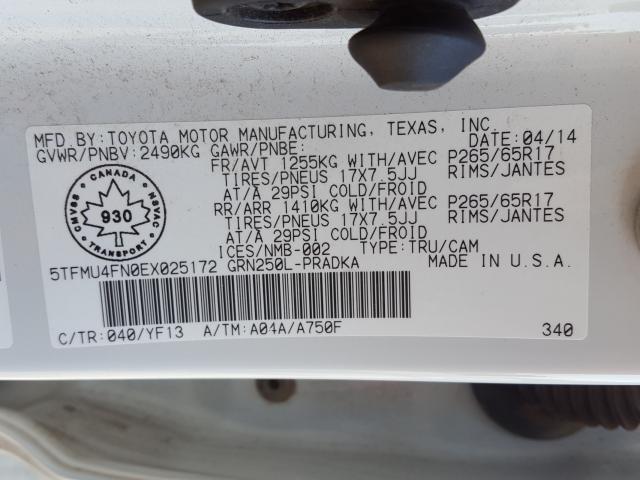 MFD.BY:TOYOTA MOTOR MANUFACTURING, TEXAS, INC.
GVWR/PNBV:2490KG GAWR/PNBE: DATE:04/14
FR/AVT 1255KG WITH/AVEC P265/65R17
TIRES/PNEUS 17X7.5JJ RIMS/JANTES
AT/À 29PSI COLD/FROID
RR/ARR 1410KG WITH/AVEC P265/65R17
TIRES/PNEUS 17X7.5JJ RIMS/JANTES
AT/À 29PSI COLD/FROID
ICES/NMB-002 TYPE:TRU/CAM
CANADA
CMVSS 930 NSVAC
TRANSPORT
5TFMU4FN0EX025172 GRN250L-PRADKA MADE IN U.S.A.
C/TR:040/YF13 A/TM:A04A/A750F 340